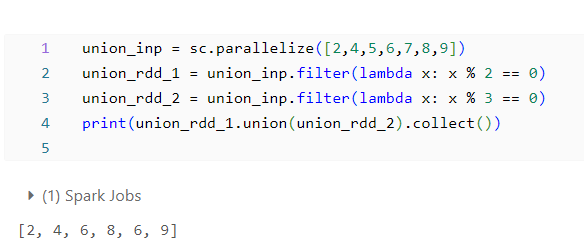 1 union_inp = sc.parallelize([2,4,5,6,7,8,9])
2 union_rdd_1 = union_inp.filter(lambda x: x % 2 == 0)
3 union_rdd_2 = union_inp.filter(lambda x: x % 3 == 0)
4 print(union_rdd_1.union(union_rdd_2).collect())
5
(1) Spark Jobs
[2, 4, 6, 8, 6, 9]